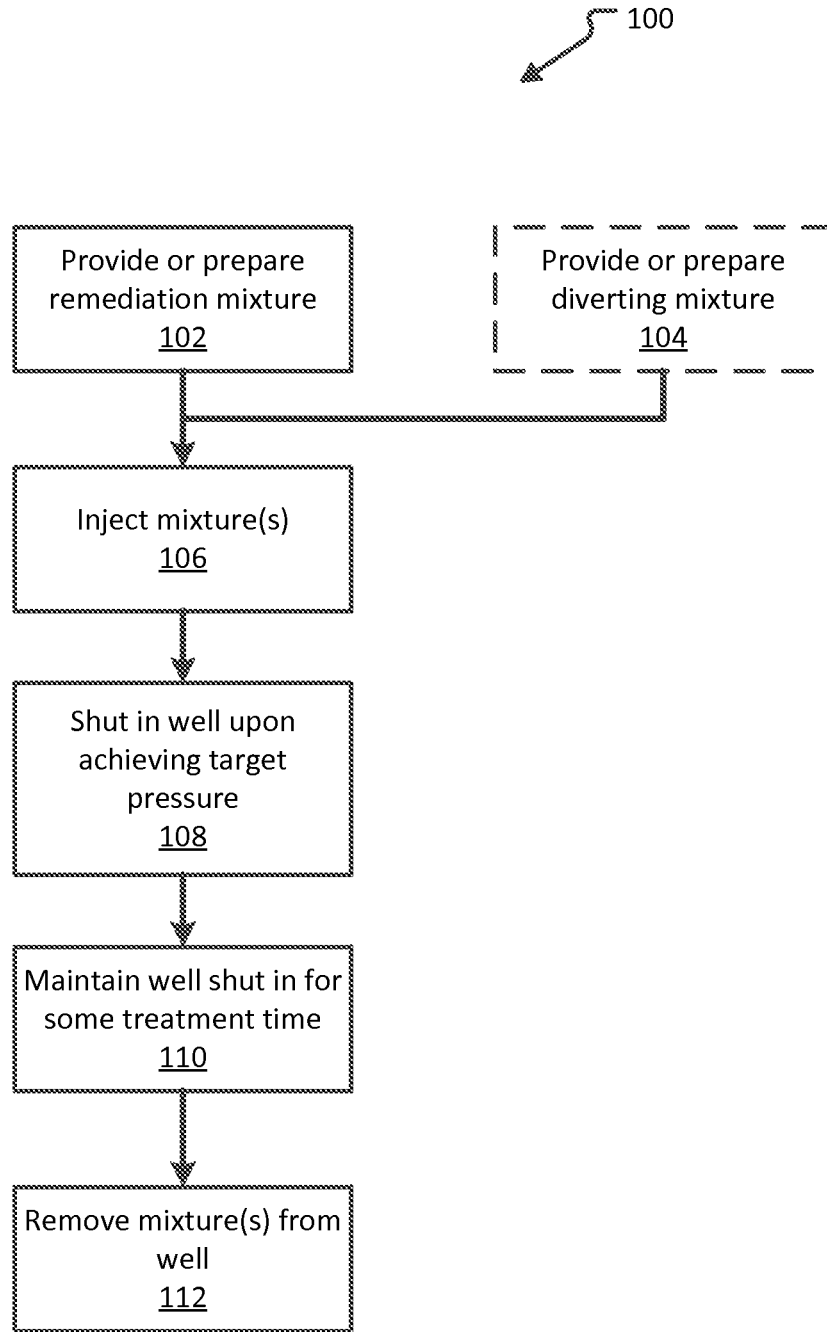 100
Provide or prepare
remediation mixture
102
Provide or prepare
diverting mixture
104
Inject mixture(s)
106
Shut in well upon
achieving target
pressure
108
Maintain well shut in for
some treatment time
110
Remove mixture(s) from
well
112